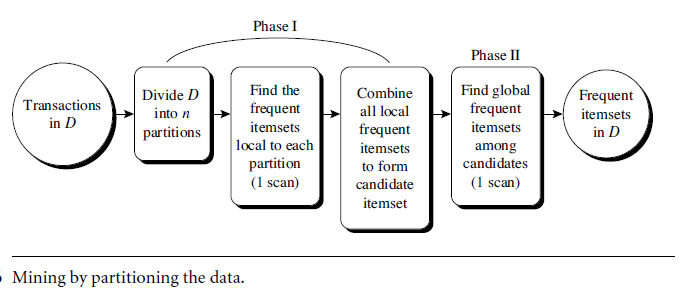 Phase I
Phase II
Transactions
in D
Divide D
into n
partitions
Find the
frequent
itemsets
local to each
partition
(1 scan)
Combine
all local
frequent
itemsets
to form
candidate
itemset
Find global
frequent
itemsets
among
candidates
(1 scan)
Frequent
itemsets
in D
Mining by partitioning the data.